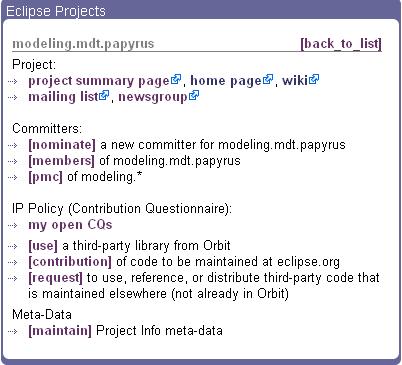 Eclipse Projects
modeling.mdt.papyrus [back_to_list]
Project:
project summary page, home page, wiki
mailing list, newsgroup
Committers:
[nominate] a new committer for modeling.mdt.papyrus
[members] of modeling.mdt.papyrus
[pmc] of modeling.*
IP Policy (Contribution Questionnaire):
my open CQs
[use] a third-party library from Orbit
[contribution] of code to be maintained at eclipse.org
[request] to use, reference, or distribute third-party code that
is maintained elsewhere (not already in Orbit)
Meta-Data
[maintain] Project Info meta-data